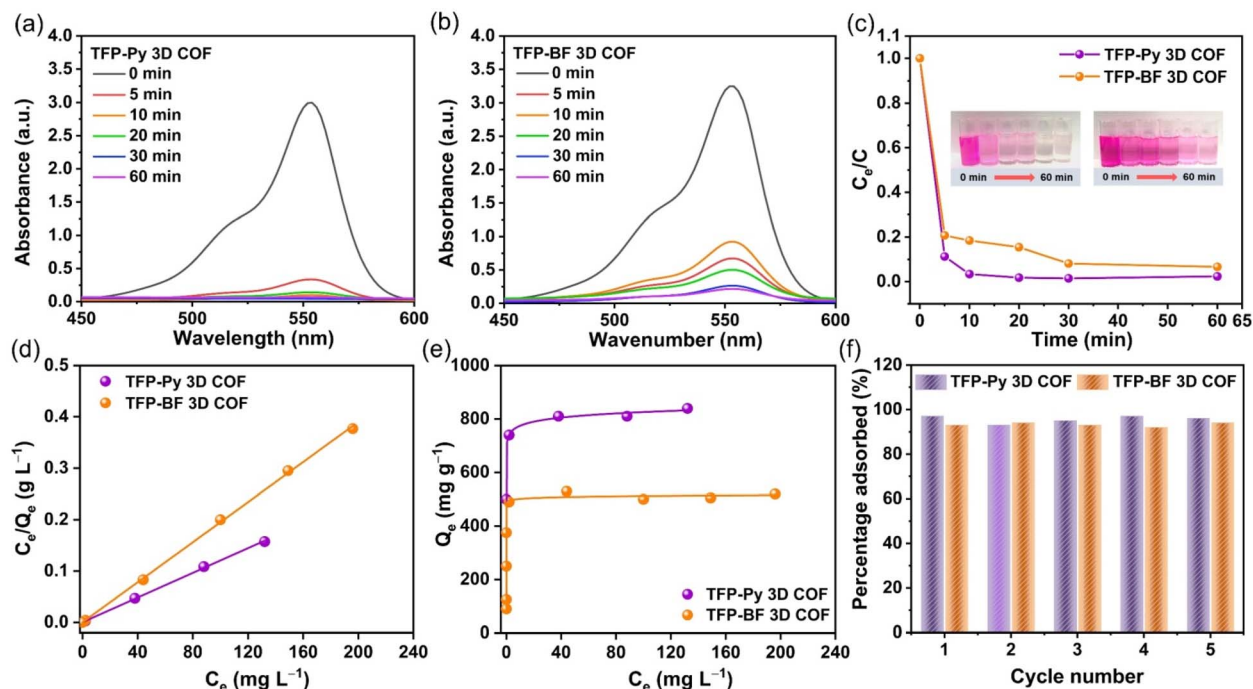 (a)
Absorbance (a.u.)
4.0
3.5
3.0
2.5
2.0
1.5
1.0
0.5
0.0
TFP-Py 3D COF
0 min
5 min
10 min
20 min
30 min
60 min
450
500
550
600
Wavelength (nm)
(b)
Absorbance (a.u.)
4.0
3.5
3.0
2.5
2.0
1.5
1.0
0.5
0.0
TFP-BF 3D COF
0 min
5 min
10 min
20 min
30 min
60 min
450
500
550
600
Wavenumber (nm)
(c)
Ce/C
1.1
1.0
0.8
0.6
0.4
0.2
0.0
TFP-Py 3D COF
TFP-BF 3D COF
0 min
60 min
0 min
60 min
0
10
20
30
40
50
60 65
Time (min)
(d)
Ce/Qe (g L−1)
0.5
0.4
0.3
0.2
0.1
0.0
TFP-Py 3D COF
TFP-BF 3D COF
0
40
80
120
160
200
240
Ce (mg L−1)
(e)
Qe (mg g−1)
1000
800
600
400
200
0
TFP-Py 3D COF
TFP-BF 3D COF
0
40
80
120
160
200
240
Ce (mg L−1)
(f)
Percentage adsorbed (%)
120
100
80
60
40
20
0
TFP-Py 3D COF
TFP-BF 3D COF
1
2
3
4
5
Cycle number